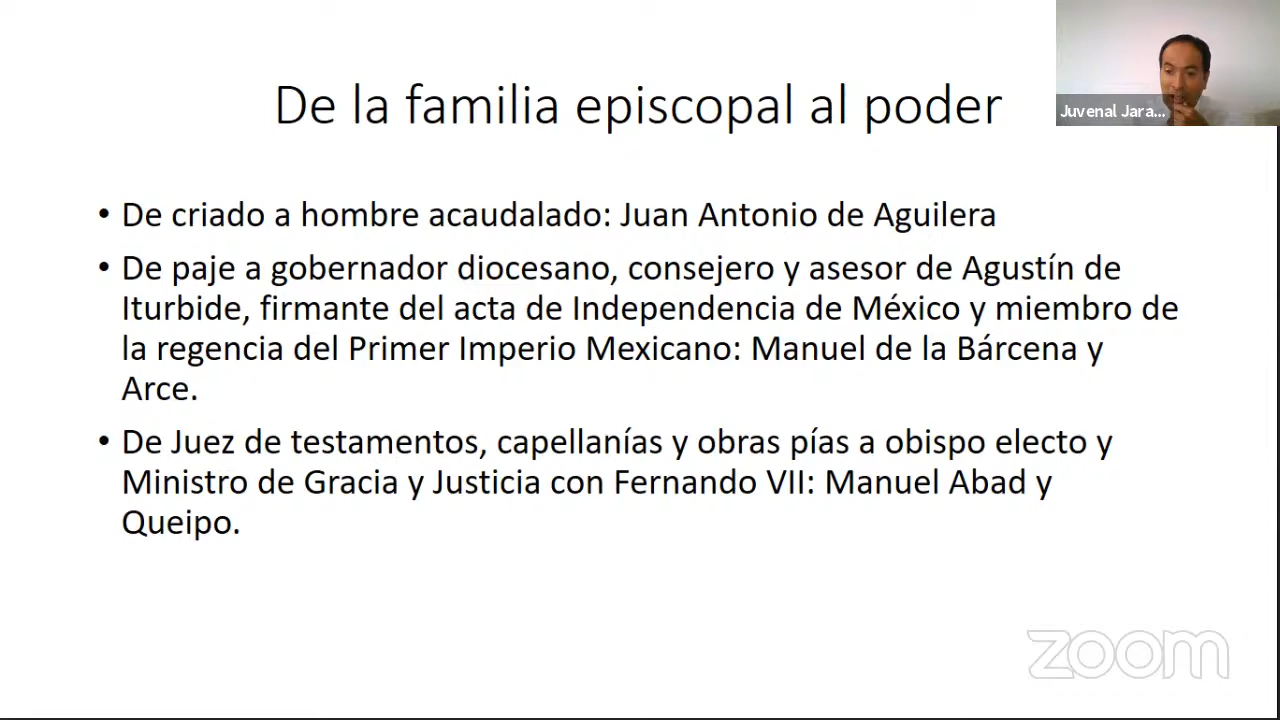 De la familia episcopal al poder
Juvenal Jara...
• De criado a hombre acaudalado: Juan Antonio de Aguilera
• De paje a gobernador diocesano, consejero y asesor de Agustín de
Iturbide, firmante del acta de Independencia de México y miembro de
la regencia del Primer Imperio Mexicano: Manuel de la Bárcena y
Arce.
• De Juez de testamentos, capellanías y obras pías a obispo electo y
Ministro de Gracia y Justicia con Fernando VII: Manuel Abad y
Queipo.
zoom